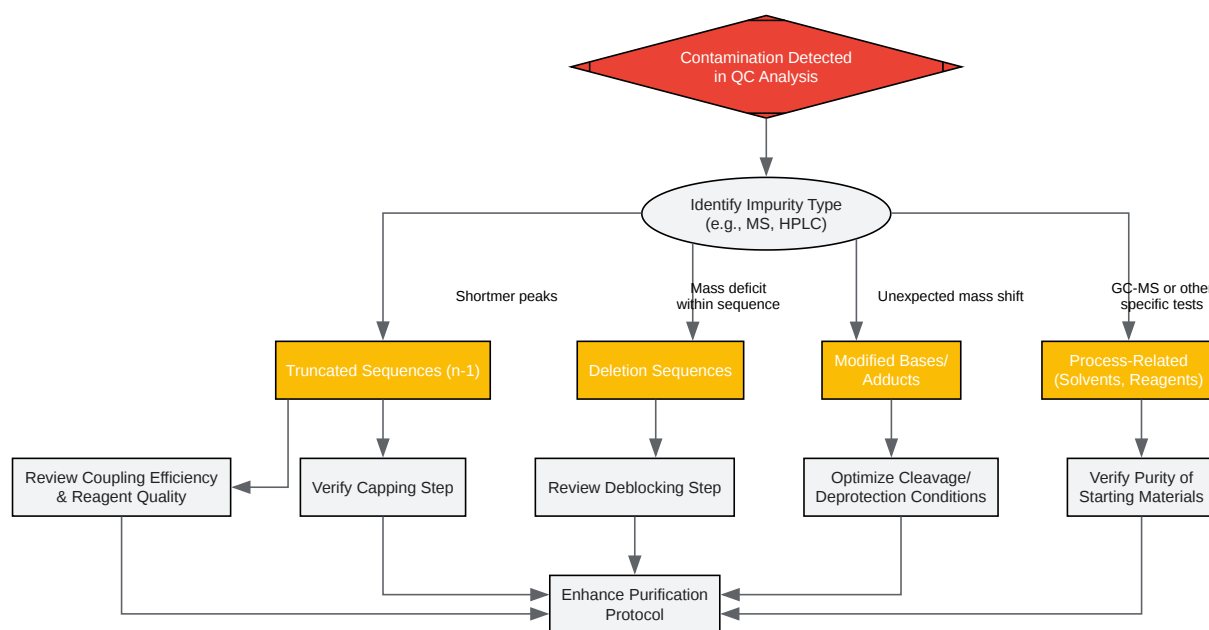 Contamination Detected
in QC Analysis
Identify Impurity Type
(e.g., MS, HPLC)
Shortmer peaks
Mass deficit
within sequence
Unexpected mass shift
GC-MS or other
specific tests
Truncated Sequences (n-1)
Deletion Sequences
Modified Bases/
Adducts
Process-Related
(Solvents, Reagents)
Review Coupling Efficiency
& Reagent Quality
Verify Capping Step
Review Deblocking Step
Optimize Cleavage/
Deprotection Conditions
Verify Purity of
Starting Materials
Enhance Purification
Protocol